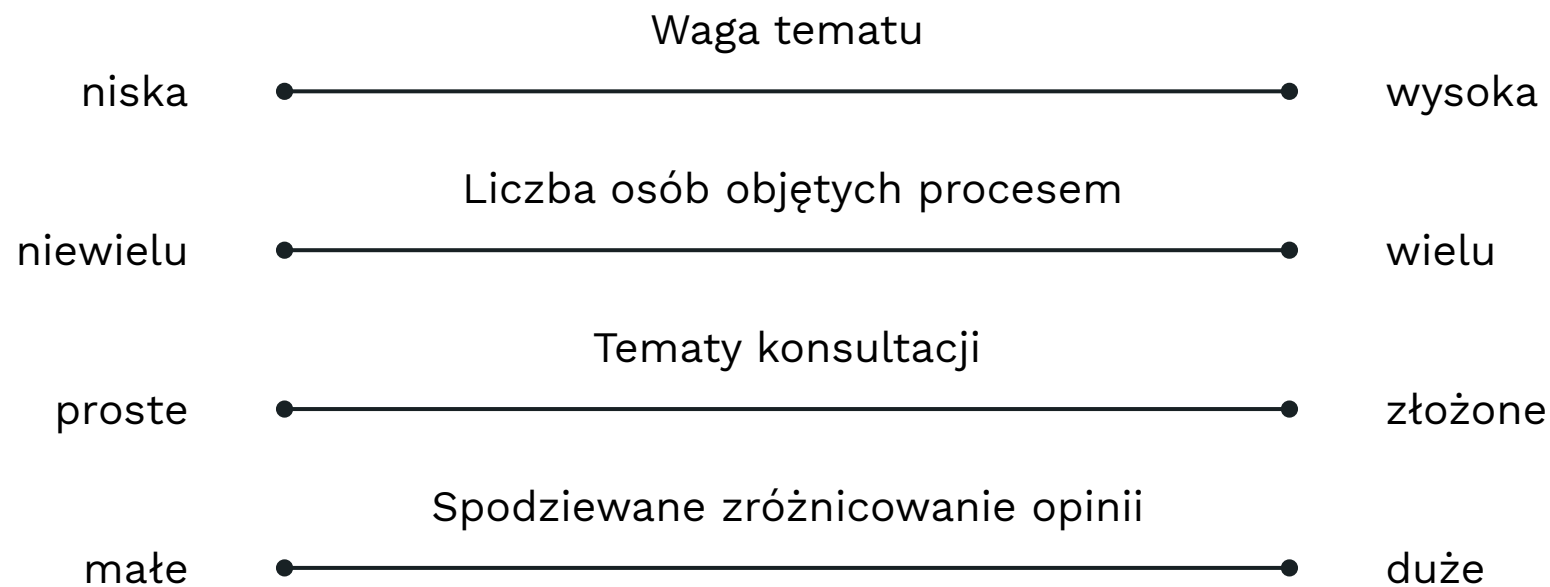 Waga tematu
niska wysoka
Liczba osób objętych procesem
niewielu wielu
Tematy konsultacji
proste złożone
Spodziewane zróżnicowanie opinii
małe duże